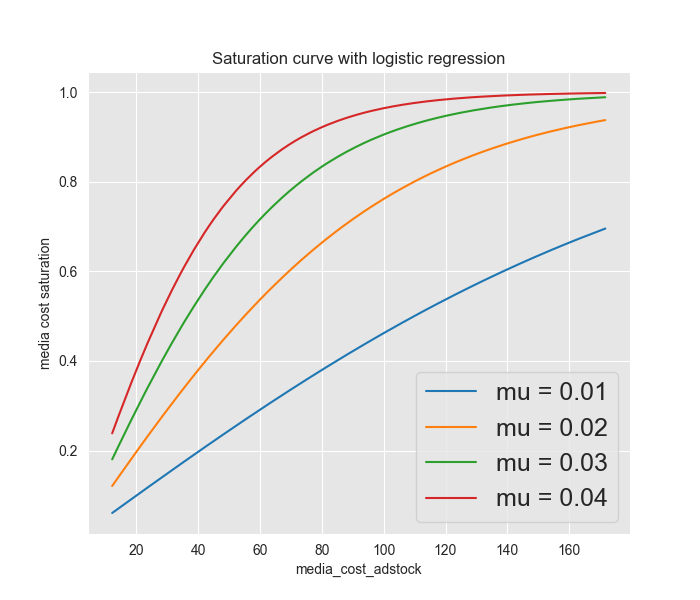 Saturation curve with logistic regression
media cost saturation
1.0
0.8
0.6
0.4
0.2
mu = 0.01
mu = 0.02
mu = 0.03
mu = 0.04
20 40 60 80 100 120 140 160
media_cost_adstock